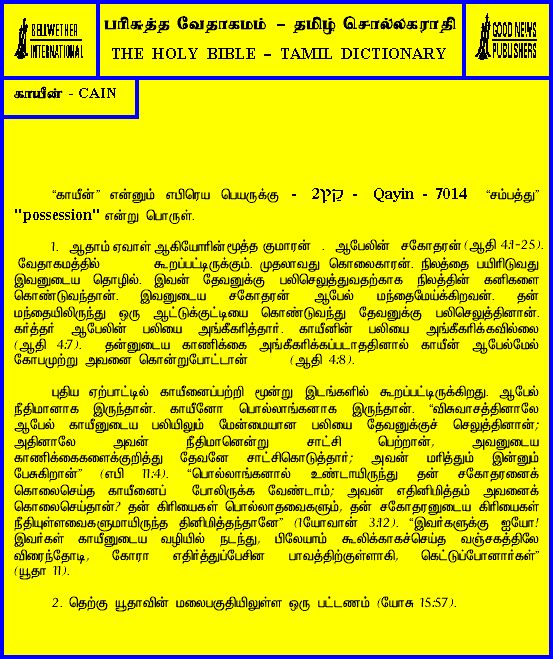 BELLWETHER
INTERNATIONAL
பரிசுத்த வேதாகமம் – தமிழ் சொல்லகராதி
THE HOLY BIBLE – TAMIL DICTIONARY
GOOD NEWS
PUBLISHERS
காயீன் - CAIN
“காயீன்” என்னும் எபிரெய பெயருக்கு - קַיִן2 - Qayin - 7014 “சம்பத்து”
"possession" என்று பொருள்.
1. ஆதாம் ஏவாள் ஆகியோரின் மூத்த குமாரன் . ஆபேலின் சகோதரன் (ஆதி 4:1-25).
வேதாகமத்தில் கூறப்பட்டிருக்கும். முதலாவது கொலைகாரன். நிலத்தை பயிரிடுவது
இவனுடைய தொழில். இவன் தேவனுக்கு பலிசெலுத்துவதற்காக நிலத்தின் கனிகளை
கொண்டுவந்தான். இவனுடைய சகோதரன் ஆபேல் மந்தைமேய்க்கிறவன். தன்
மந்தையிலிருந்து ஒரு ஆட்டுக்குட்டியை கொண்டுவந்து தேவனுக்கு பலிசெலுத்தினான்.
கர்த்தர் ஆபேலின் பலியை அங்கீகரித்தார். காயீனின் பலியை அங்கீகரிக்கவில்லை
(ஆதி 4:7). தன்னுடைய காணிக்கை அங்கீகரிக்கப்படாததினால் காயீன் ஆபேல்மேல்
கோபமுற்று அவனை கொன்றுபோட்டான் (ஆதி 4:8).
புதிய ஏற்பாட்டில் காயீனைப்பற்றி மூன்று இடங்களில் கூறப்பட்டிருக்கிறது. ஆபேல்
நீதிமானாக இருந்தான். காயீனோ பொல்லாங்கனாக இருந்தான். “விசுவாசத்தினாலே
ஆபேல் காயீனுடைய பலியிலும் மேன்மையான பலியை தேவனுக்குச் செலுத்தினான்;
அதினாலே அவன் நீதிமானென்று சாட்சி பெற்றான், அவனுடைய
காணிக்கைகளைக்குறித்து தேவனே சாட்சிகொடுத்தார்; அவன் மரித்தும் இன்னும்
பேசுகிறான்” (எபி 11:4). “பொல்லாங்கனால் உண்டாயிருந்து தன் சகோதரனைக்
கொலைசெய்த காயீனைப் போலிருக்க வேண்டாம்; அவன் எதினிமித்தம் அவனைக்
கொலைசெய்தான்? தன் கிரியைகள் பொல்லாதவைகளும், தன் சகோதரனுடைய கிரியைகள்
நீதியுள்ளவைகளுமாயிருந்த தினிமித்தந்தானே” (1யோவான் 3:12). “இவர்களுக்கு ஐயோ!
இவர்கள் காயீனுடைய வழியில் நடந்து, பிலேயாம் கூலிக்காகச்செய்த வஞ்சகத்திலே
விரைந்தோடி, கோரா எதிர்த்துப்பேசின பாவத்திற்குள்ளாகி, கெட்டுப்போனார்கள்”
(யூதா 11).
2. தெற்கு யூதாவின் மலைபகுதியிலுள்ள ஒரு பட்டணம் (யோசு 15:57).